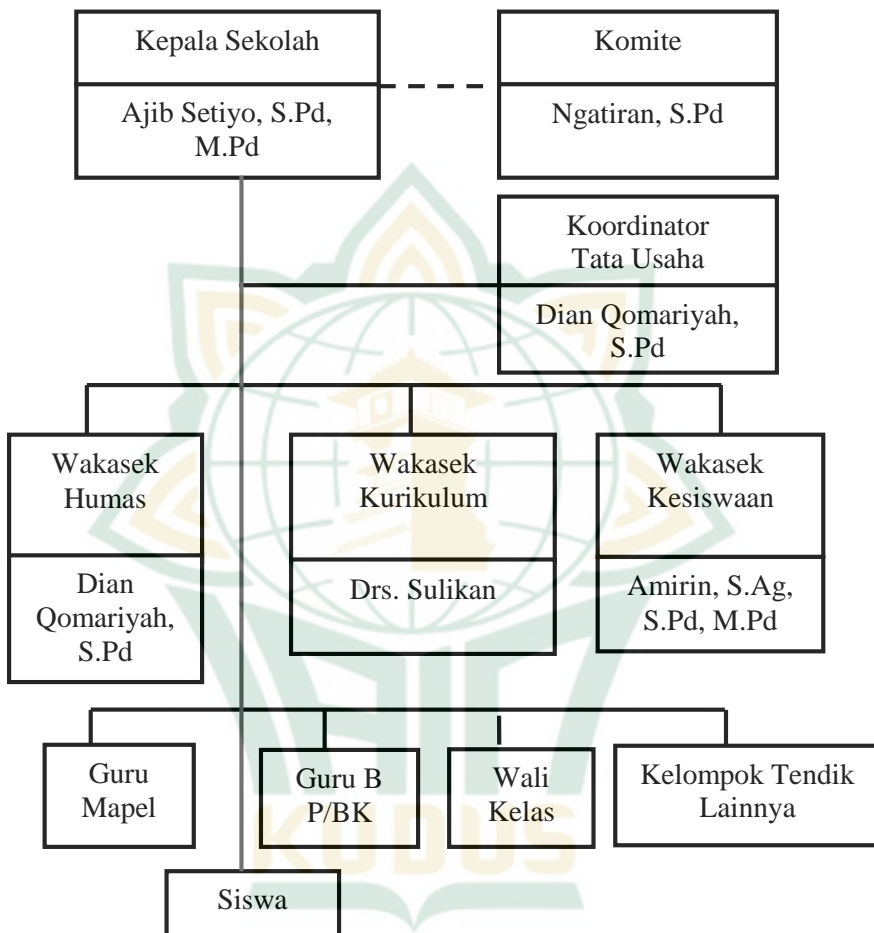 Kepala Sekolah
Komite
Ajib Setiyo, S.Pd,
M.Pd
Ngatiran, S.Pd
Koordinator
Tata Usaha
Dian Qomariyah,
S.Pd
Wakasek
Humas
Wakasek
Kurikulum
Wakasek
Kesiswaan
Dian
Qomariyah,
S.Pd
Drs. Sulikan
Amirin, S.Ag,
S.Pd, M.Pd
Guru
Mapel
Guru B
P/BK
Wali
Kelas
Kelompok Tendik
Lainnya
KUDUS
Siswa